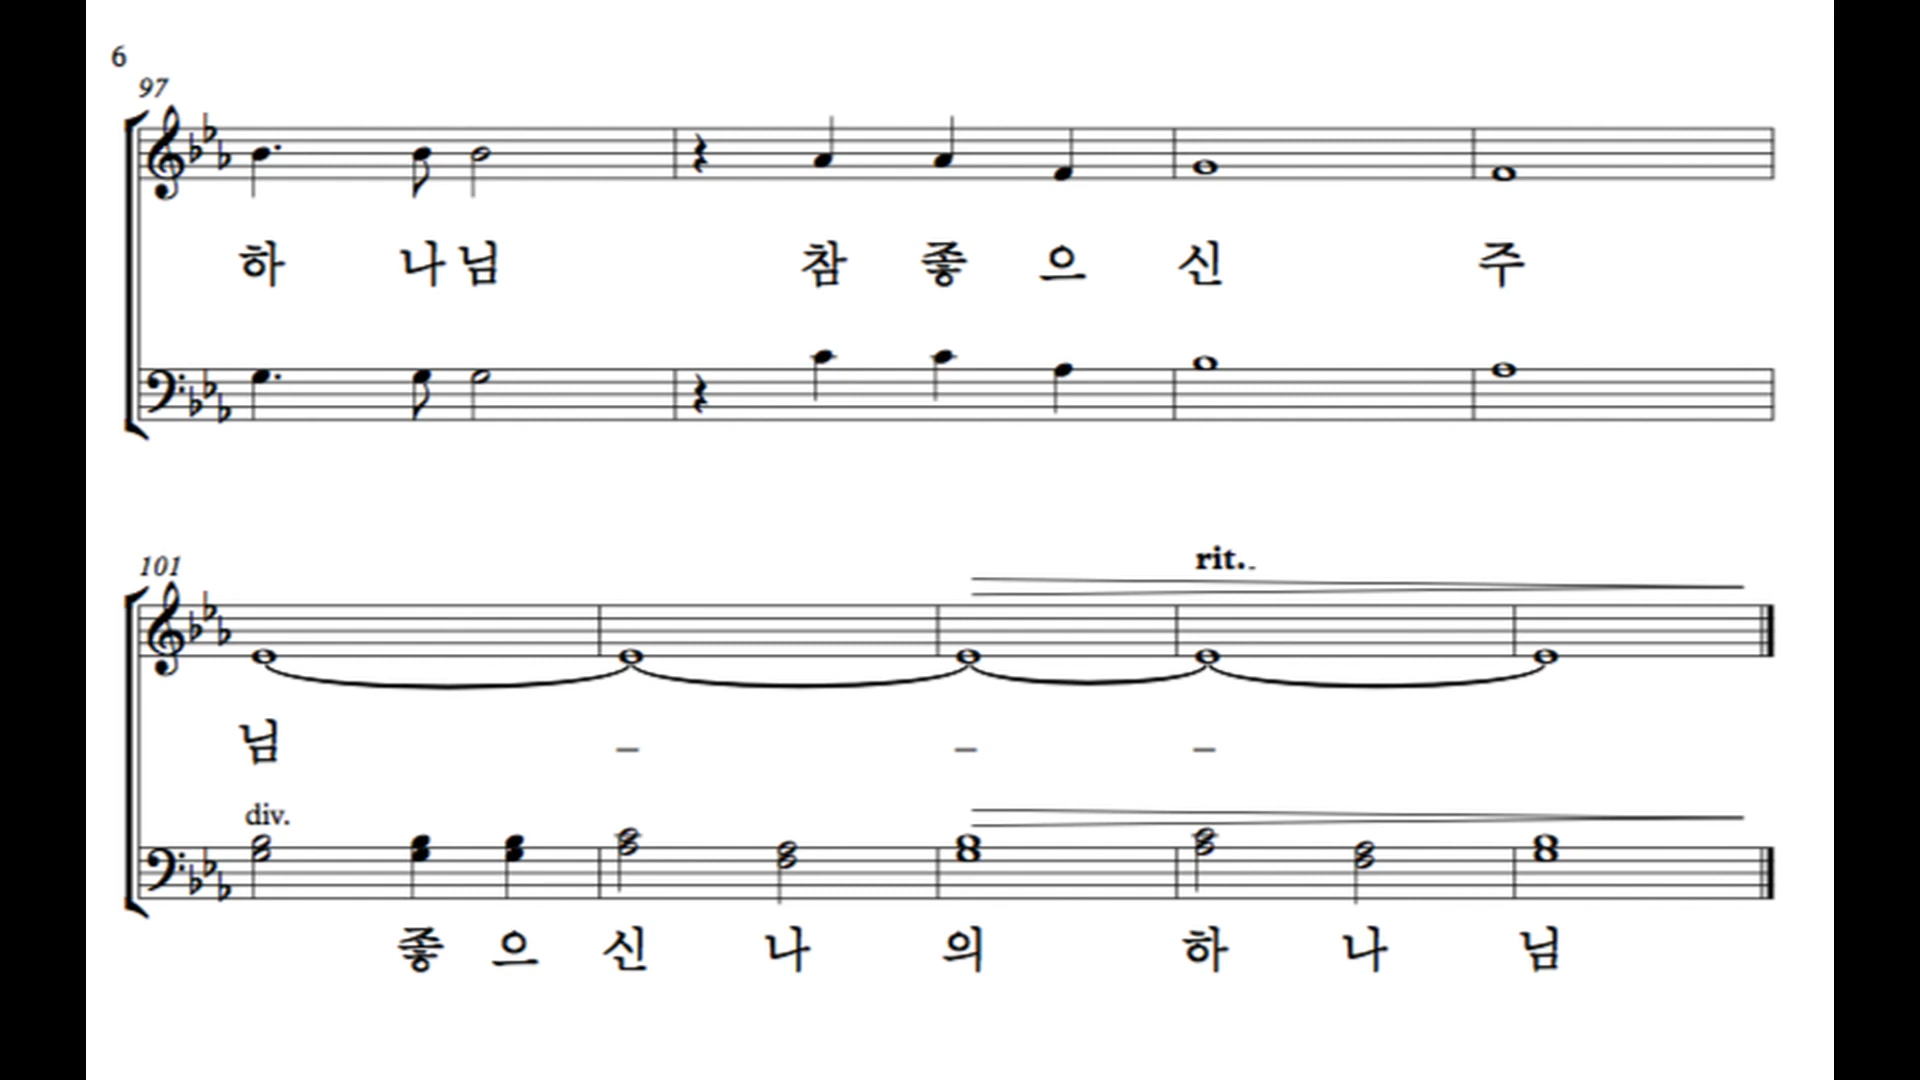 6
97
하 나 님 참 좋 으 신 주
101
rit.
님 – – –
div.
좋 으 신 나 의 하 나 님